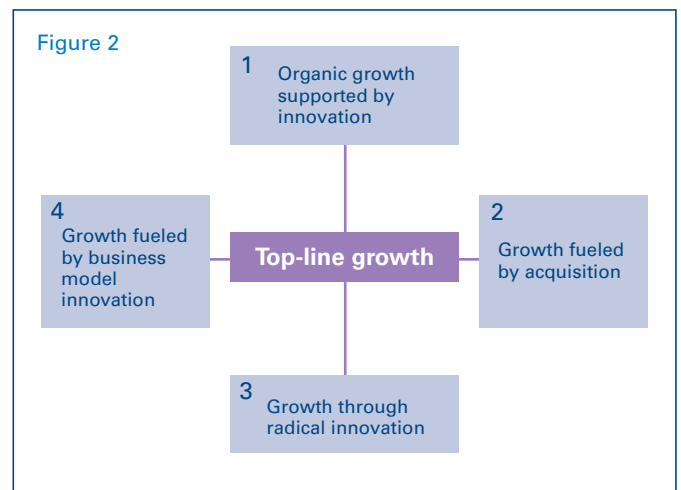 Figure 2
1
Organic growth
supported by
innovation
4
Growth fueled
by business
model
innovation
Top-line growth
2
Growth fueled
by acquisition
3
Growth through
radical innovation